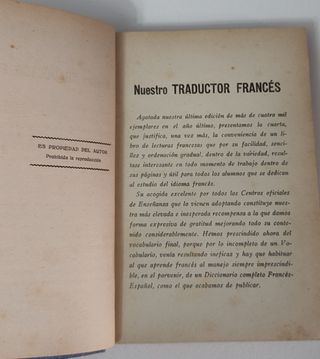 ES PROPIEDAD DEL AUTOR
Prohibida la reproducción
Nuestro TRADUCTOR FRANCÉS
Agotada nuestra última edición de más de cuatro mil
ejemplares en el año último, presentamos la cuarta,
que justifica, una vez más, la conveniencia de un li-
bro de lecturas francesas que por su facilidad, senci-
llez y ordenación gradual, dentro de la variedad, resul-
tase interesante en todo momento de trabajo dentro de
sus páginas y útil para todos los alumnos que se dedican
al estudio del idioma francés.
Su acogida excelente por todos los Centros oficiales
de Enseñanza que lo vienen adoptando constituye nues-
tra más elevada e inesperada recompensa a la que damos
forma expresiva de gratitud mejorando todo su con-
tenido considerablemente. Hemos prescindido ahora del
vocabulario final, porque por lo incompleto de un Vo-
cabulario, venía resultando ineficaz y hay que habituar
al que aprende francés al manejo siempre imprescindi-
ble, en el porvenir, de un Diccionario completo Francés-
Español, como el que acabamos de publicar.